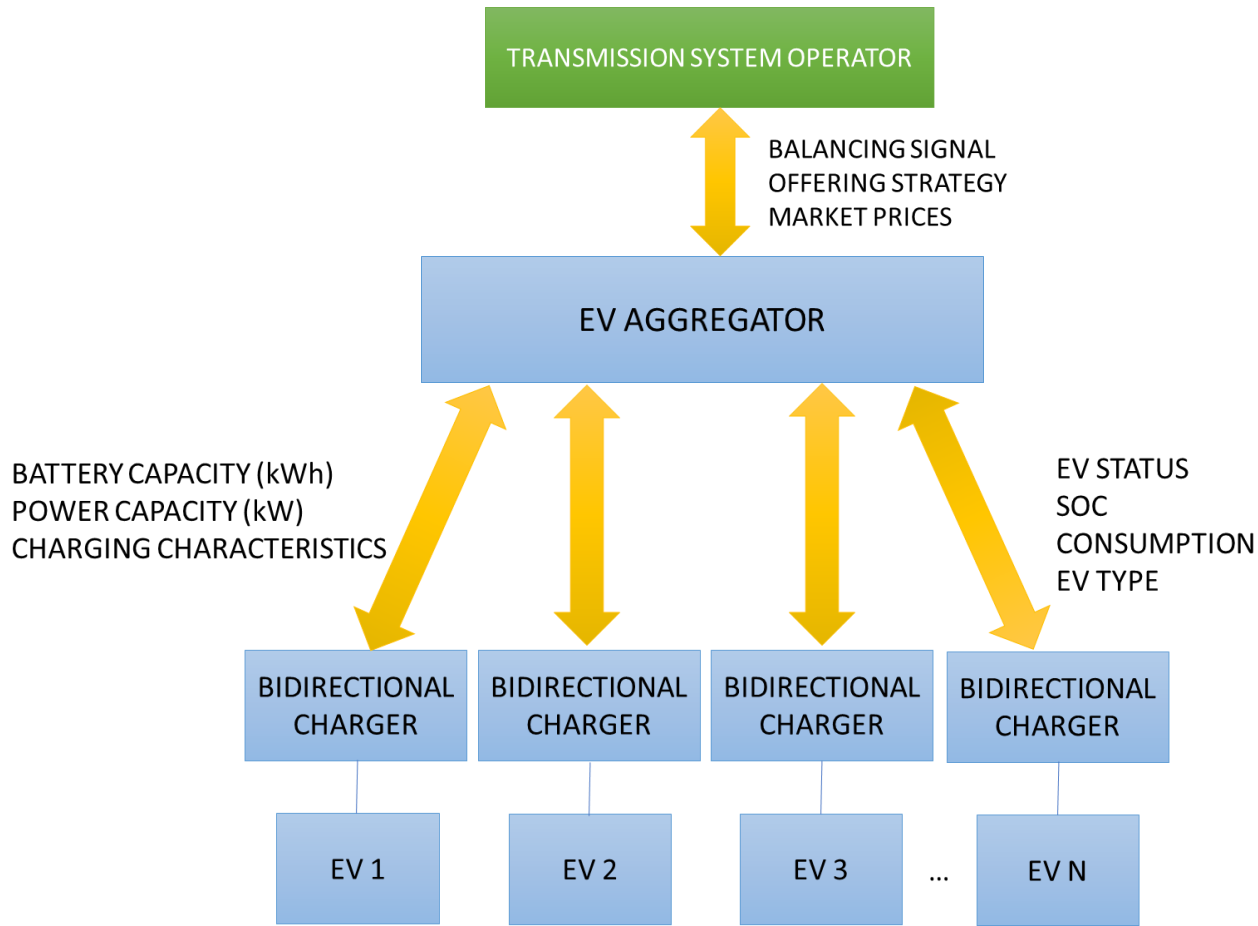 TRANSMISSION SYSTEM OPERATOR
BALANCING SIGNAL
OFFERING STRATEGY
MARKET PRICES
EV AGGREGATOR
BATTERY CAPACITY (kWh)
POWER CAPACITY (kW)
CHARGING CHARACTERISTICS
EV STATUS
SOC
CONSUMPTION
EV TYPE
BIDIRECTIONAL
CHARGER
BIDIRECTIONAL
CHARGER
BIDIRECTIONAL
CHARGER
BIDIRECTIONAL
CHARGER
EV 1
EV 2
EV 3
...
EV N